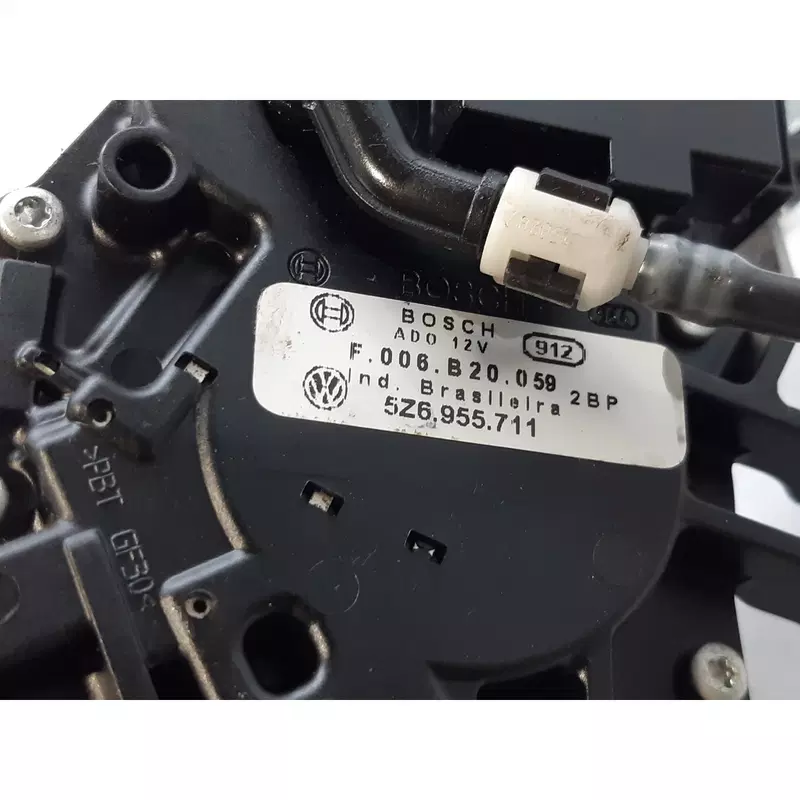 BOSCH
BOSCH
ADO 12V
912
F.006.B20.059
2BP
Ind. Brasileira
5Z6.955.711
>PBT GF30<